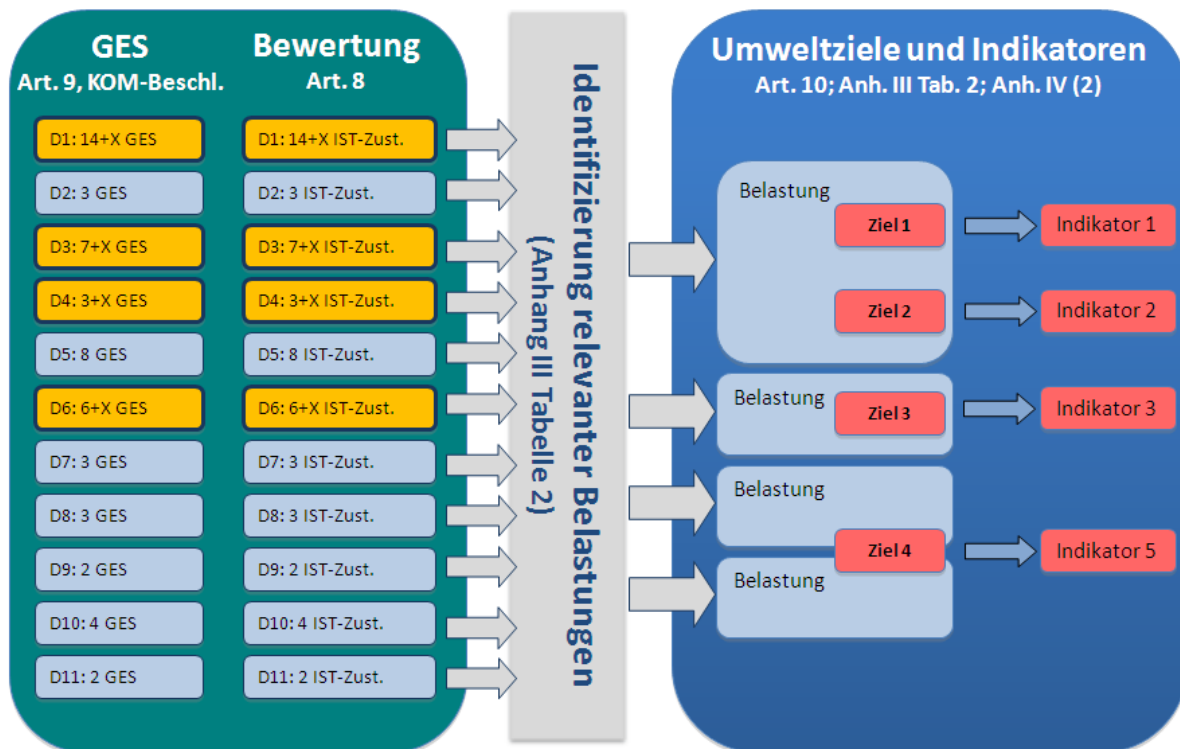 GES
Art. 9, KOM-Beschl.
Bewertung
Art. 8
D1: 14+X GES
D1: 14+X IST-Zust.
D2: 3 GES
D2: 3 IST-Zust.
D3: 7+X GES
D3: 7+X IST-Zust.
D4: 3+X GES
D4: 3+X IST-Zust.
D5: 8 GES
D5: 8 IST-Zust.
D6: 6+X GES
D6: 6+X IST-Zust.
D7: 3 GES
D7: 3 IST-Zust.
D8: 3 GES
D8: 3 IST-Zust.
D9: 2 GES
D9: 2 IST-Zust.
D10: 4 GES
D10: 4 IST-Zust.
D11: 2 GES
D11: 2 IST-Zust.
Identifizierung relevanter Belastungen
(Anhang III Tabelle 2)
Umweltziele und Indikatoren
Art. 10; Anh. III Tab. 2; Anh. IV (2)
Belastung
Ziel 1
Indikator 1
Ziel 2
Indikator 2
Belastung
Ziel 3
Indikator 3
Belastung
Ziel 4
Indikator 5
Belastung